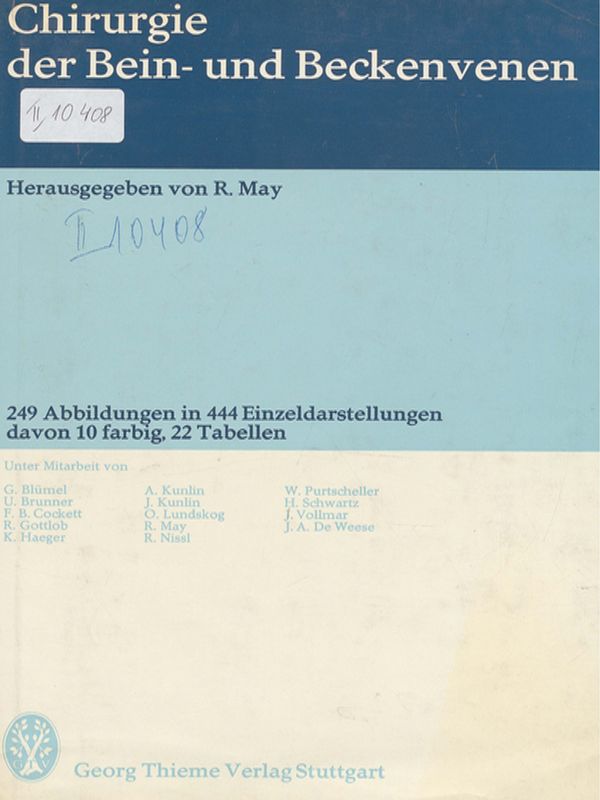 Chirurgie
der Bein- und Beckenvenen
II, 10 408
Herausgegeben von R. May
II 10408
249 Abbildungen in 444 Einzeldarstellungen
davon 10 farbig, 22 Tabellen
Unter Mitarbeit von
G. Blümel
U. Brunner
F. B. Cockett
R. Gottlob
K. Haeger
A. Kunlin
J. Kunlin
O. Lundskog
R. May
R. Nissl
W. Purtscheller
H. Schwartz
J. Vollmar
J. A. De Weese
G T V
Georg Thieme Verlag Stuttgart